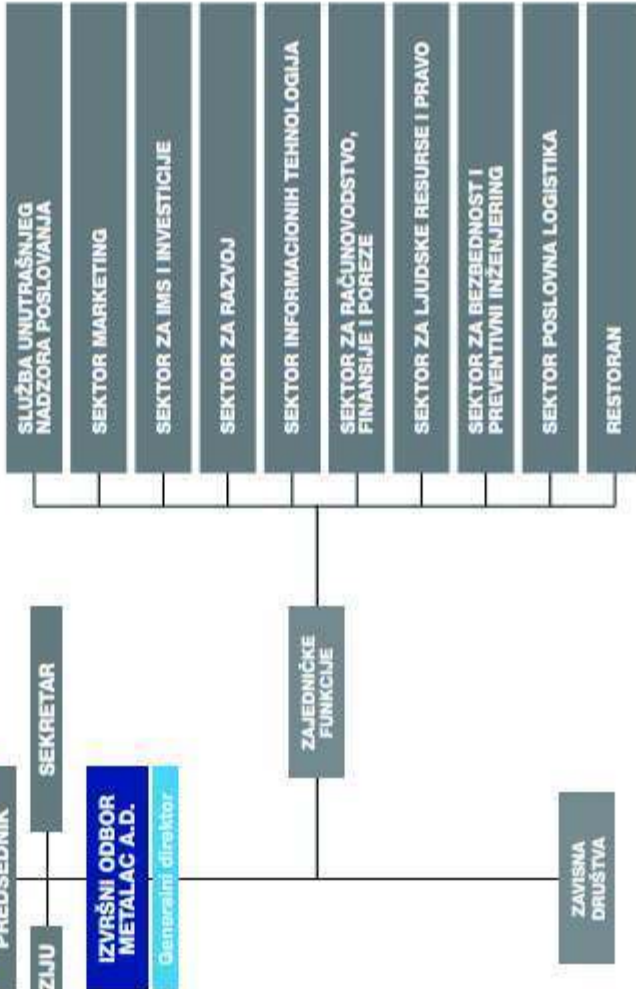 PREDSEDNIK
ZIJU
SEKRETAR
IZVRŠNI ODBOR
METALAC A.D.
Generalni direktor
ZAJEDNIČKE
FUNKCIJE
ZAVISNA
DRUŠTVA
SLUŽBA UNUTRAŠNJEG
NADZORA POSLOVANJA
SEKTOR MARKETING
SEKTOR ZA IMS I INVESTICIJE
SEKTOR ZA RAZVOJ
SEKTOR INFORMACIONIH TEHNOLOGIJA
SEKTOR ZA RAČUNOVODSTVO,
FINANSIJE I POREZE
SEKTOR ZA LJUDSKE RESURSE I PRAVO
SEKTOR ZA BEZBEDNOST I
PREVENTIVNI INŽENJERING
SEKTOR POSLOVNA LOGISTIKA
RESTORAN